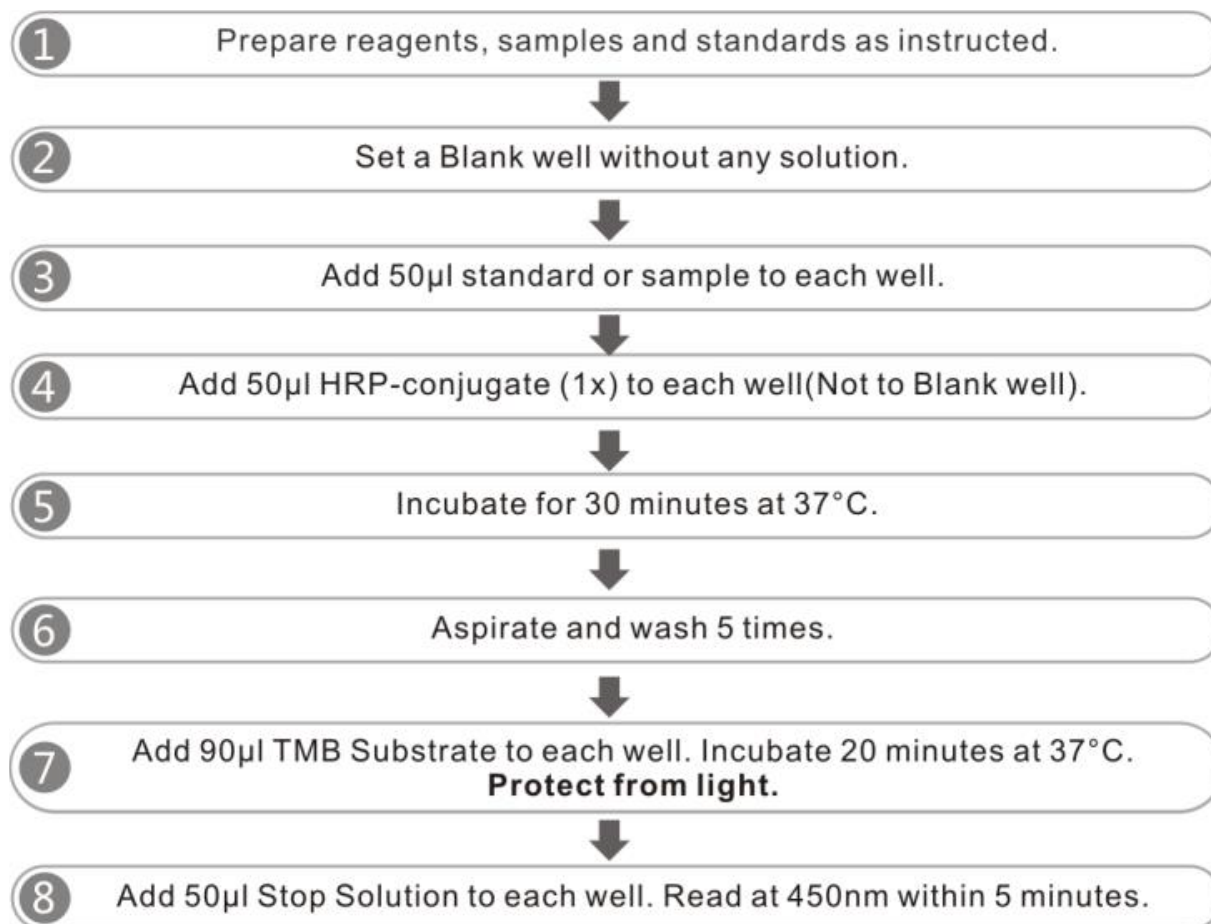 1 Prepare reagents, samples and standards as instructed.
2 Set a Blank well without any solution.
3 Add 50μl standard or sample to each well.
4 Add 50μl HRP-conjugate (1x) to each well(Not to Blank well).
5 Incubate for 30 minutes at 37°C.
6 Aspirate and wash 5 times.
7 Add 90μl TMB Substrate to each well. Incubate 20 minutes at 37°C.
Protect from light.
8 Add 50μl Stop Solution to each well. Read at 450nm within 5 minutes.